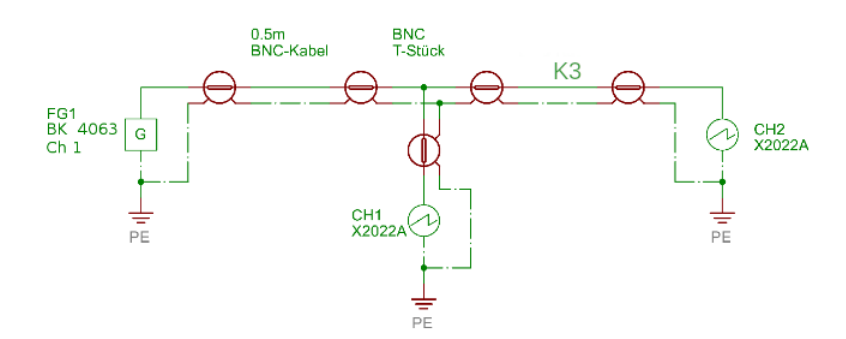 0.5m
BNC-Kabel
BNC
T-Stück
K3
FG1
BK 4063
Ch 1
G
CH2
X2022A
CH1
X2022A
PE
PE
PE